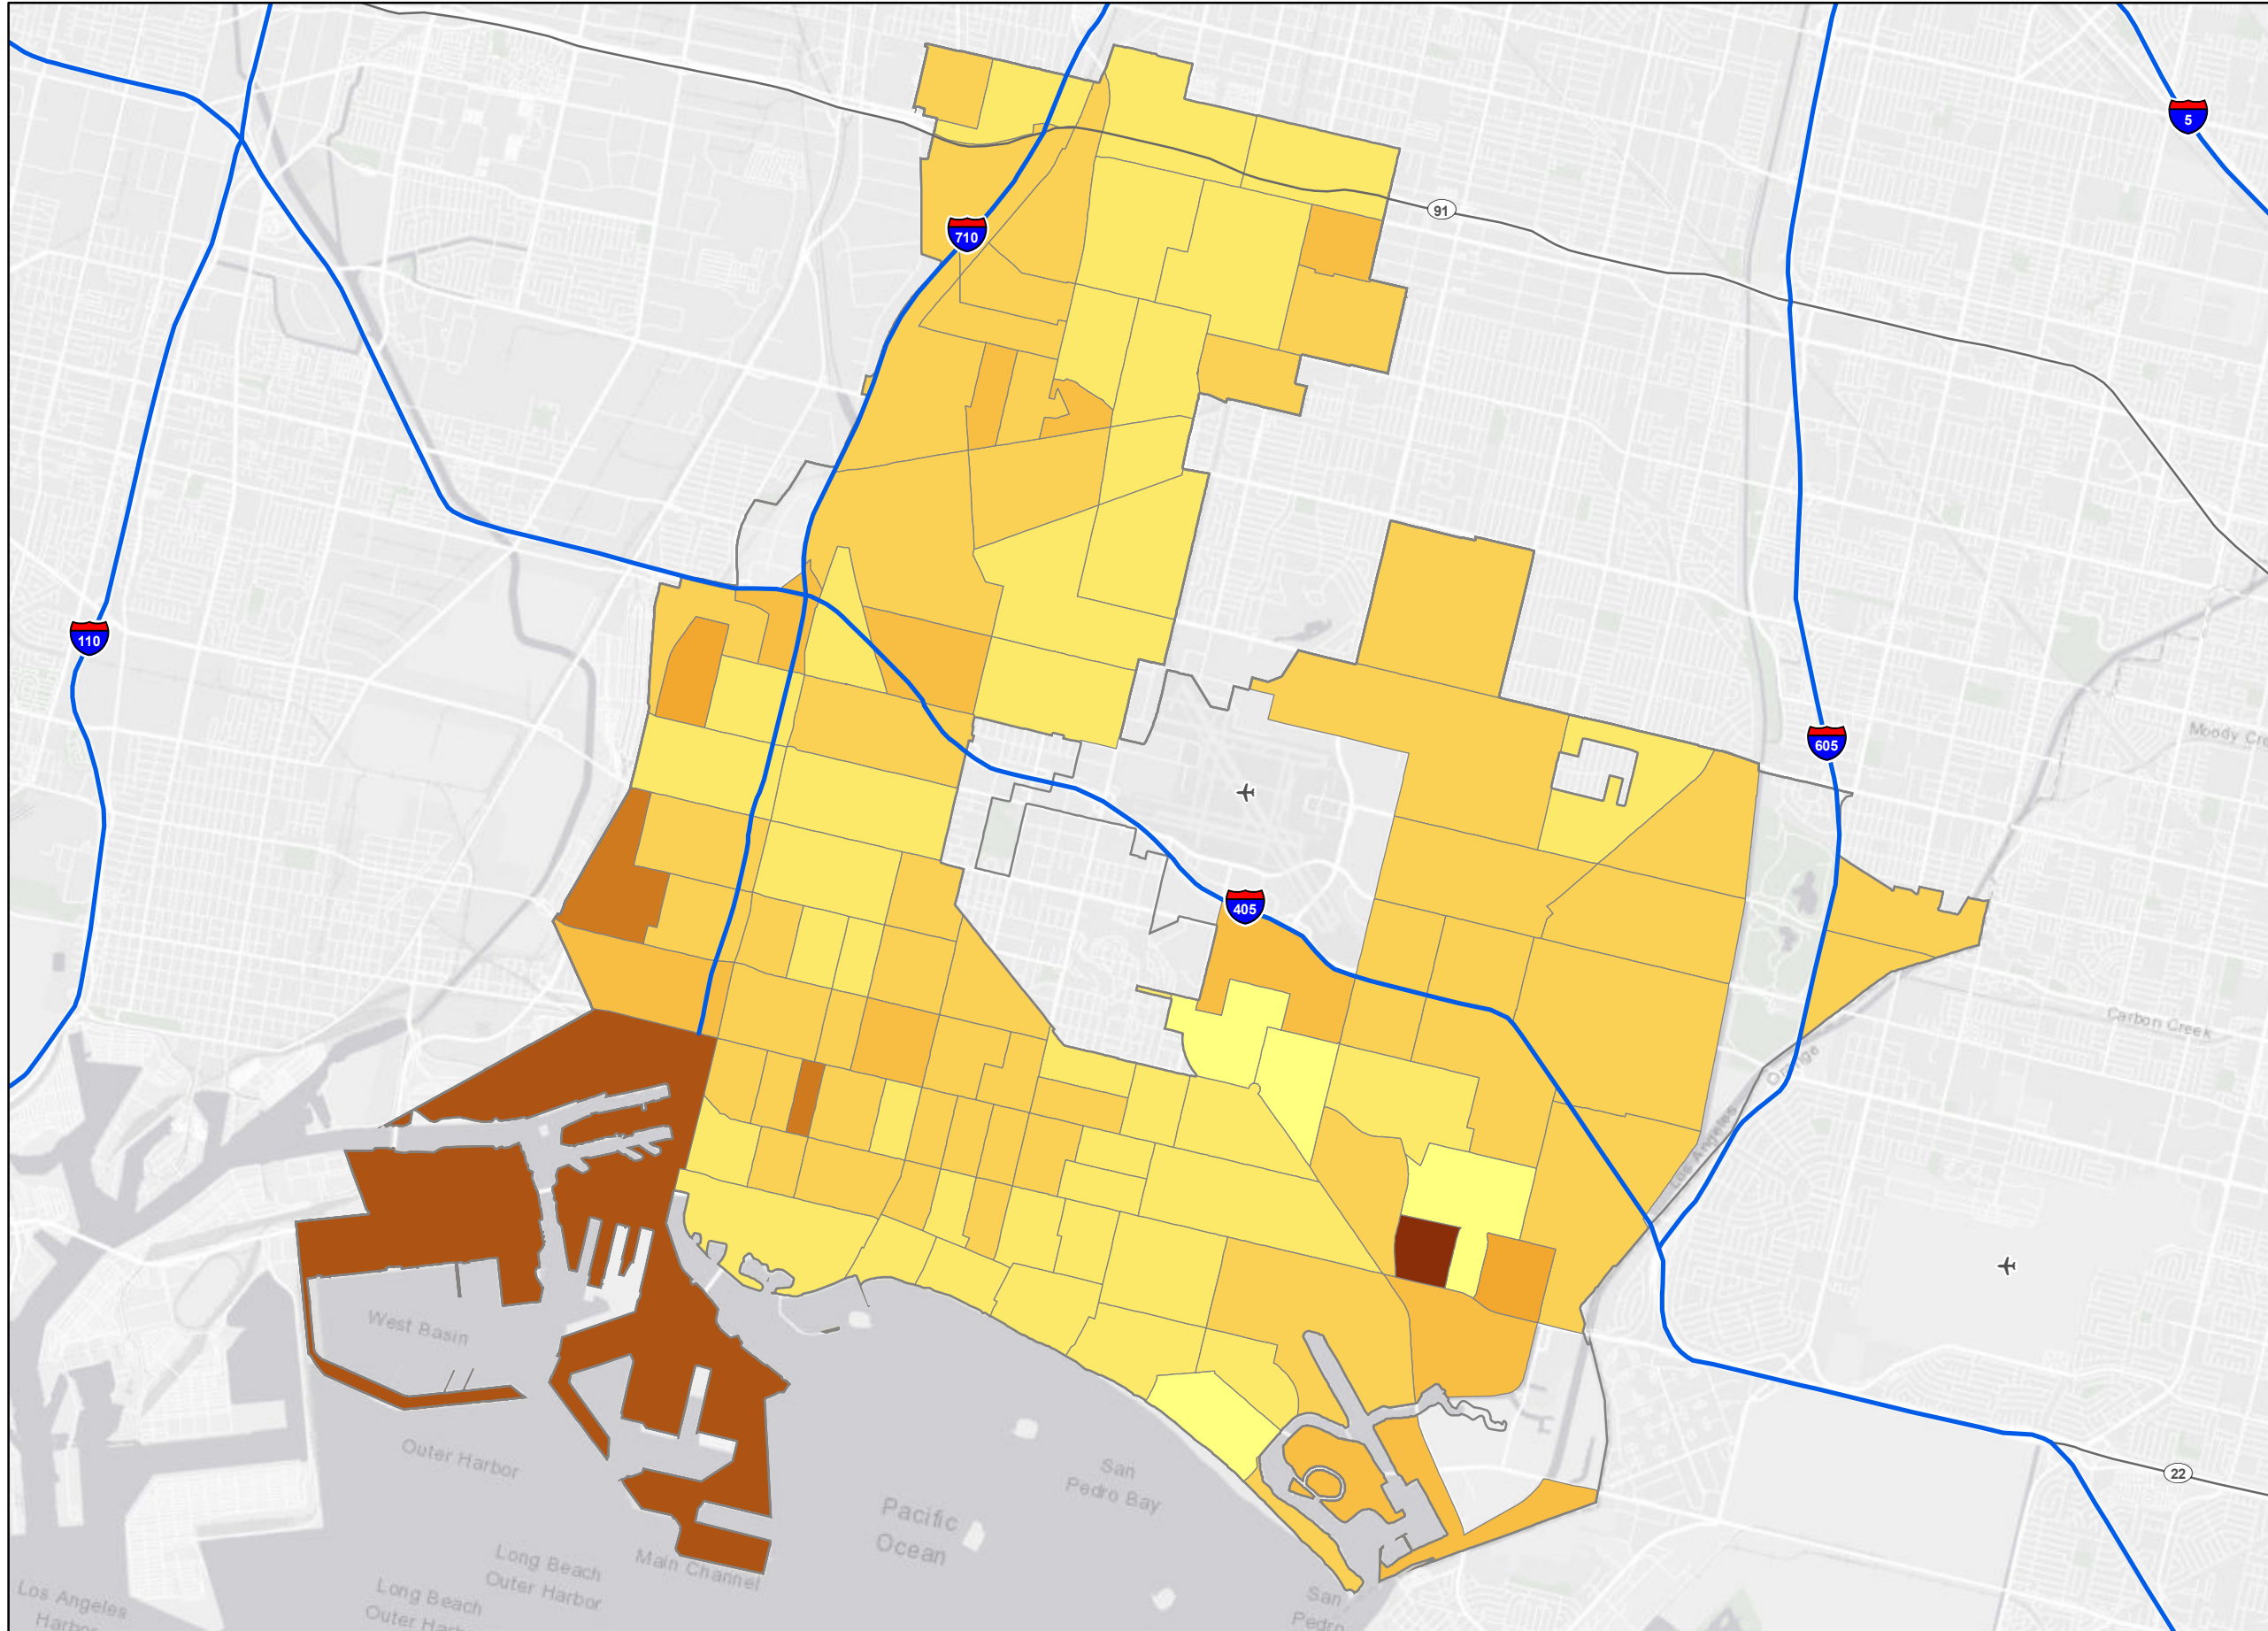 5
91
710
110
Moody Cre
605
405
Carbon Creek
Orange
Los Angeles
West Basin
Outer Harbor
San
Pedro Bay
22
Pacific
Ocean
Long Beach
Outer Harbor
Main Channel
Los Angeles
Harbor
Long Beach
Outer Harb
San
Pedro